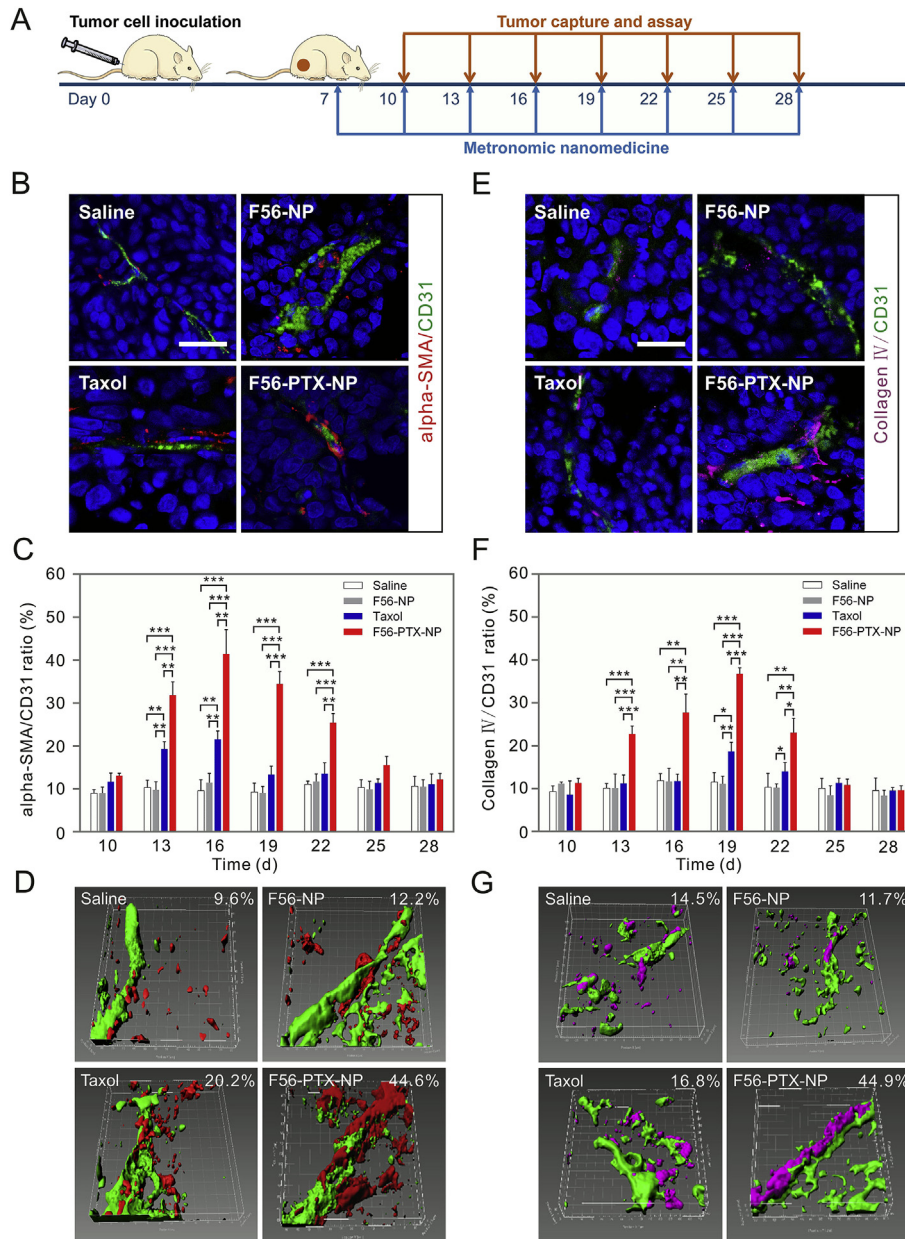 A
Tumor cell inoculation
Tumor capture and assay
Day 0
7 10 13 16 19 22 25 28
Metronomic nanomedicine
B
Saline
F56-NP
Taxol
F56-PTX-NP
alpha-SMA/CD31
E
Saline
F56-NP
Taxol
F56-PTX-NP
Collagen IV/CD31
C
alpha-SMA/CD31 ratio (%)
60
50
40
30
20
10
0
Saline
F56-NP
Taxol
F56-PTX-NP
***
***
**
**
**
***
***
**
**
**
***
***
***
***
***
**
10 13 16 19 22 25 28
Time (d)
F
Collagen IV/CD31 ratio (%)
60
50
40
30
20
10
0
Saline
F56-NP
Taxol
F56-PTX-NP
***
***
***
**
**
**
***
***
***
*
**
**
**
*
*
10 13 16 19 22 25 28
Time (d)
D
Saline 9.6%
F56-NP 12.2%
Taxol 20.2%
F56-PTX-NP 44.6%
G
Saline 14.5%
F56-NP 11.7%
Taxol 16.8%
F56-PTX-NP 44.9%